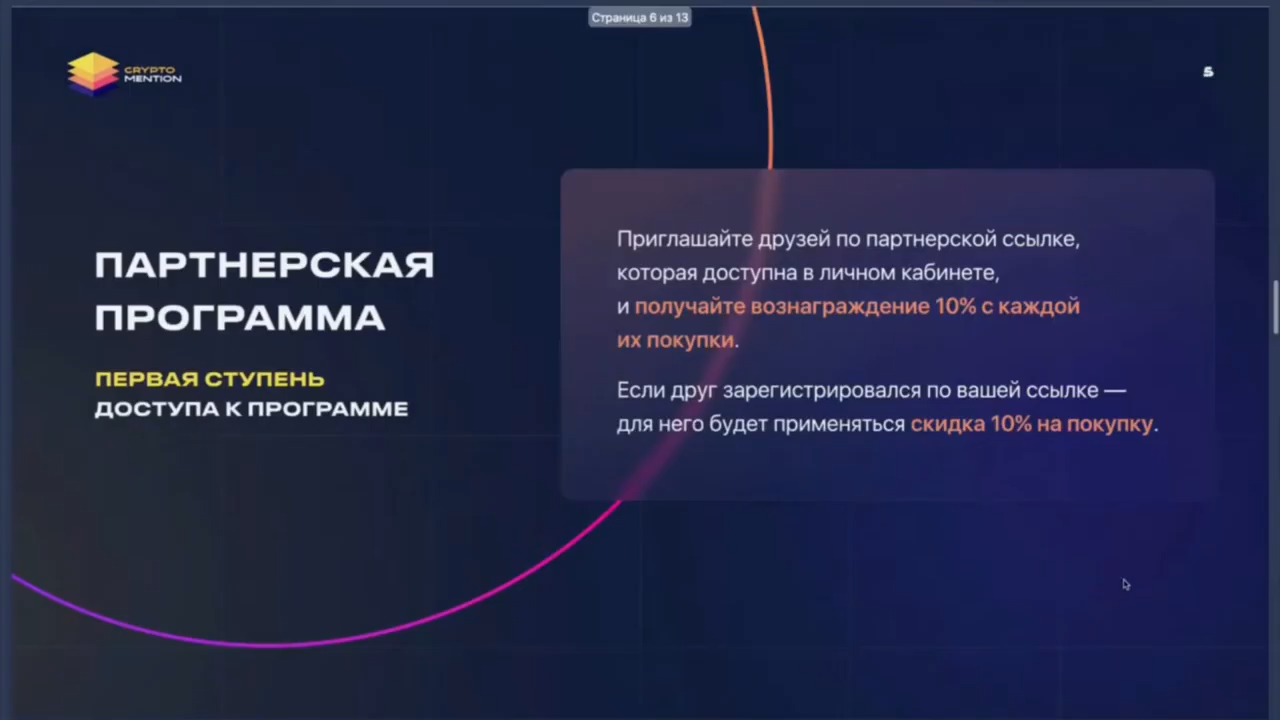 Страница 6 из 13
CRYPTO
MENTION
5
ПАРТНЕРСКАЯ
ПРОГРАММА
ПЕРВАЯ СТУПЕНЬ
ДОСТУПА К ПРОГРАММЕ
Приглашайте друзей по партнерской ссылке,
которая доступна в личном кабинете,
и получайте вознаграждение 10% с каждой
их покупки.
Если друг зарегистрировался по вашей ссылке —
для него будет применяться скидка 10% на покупку.